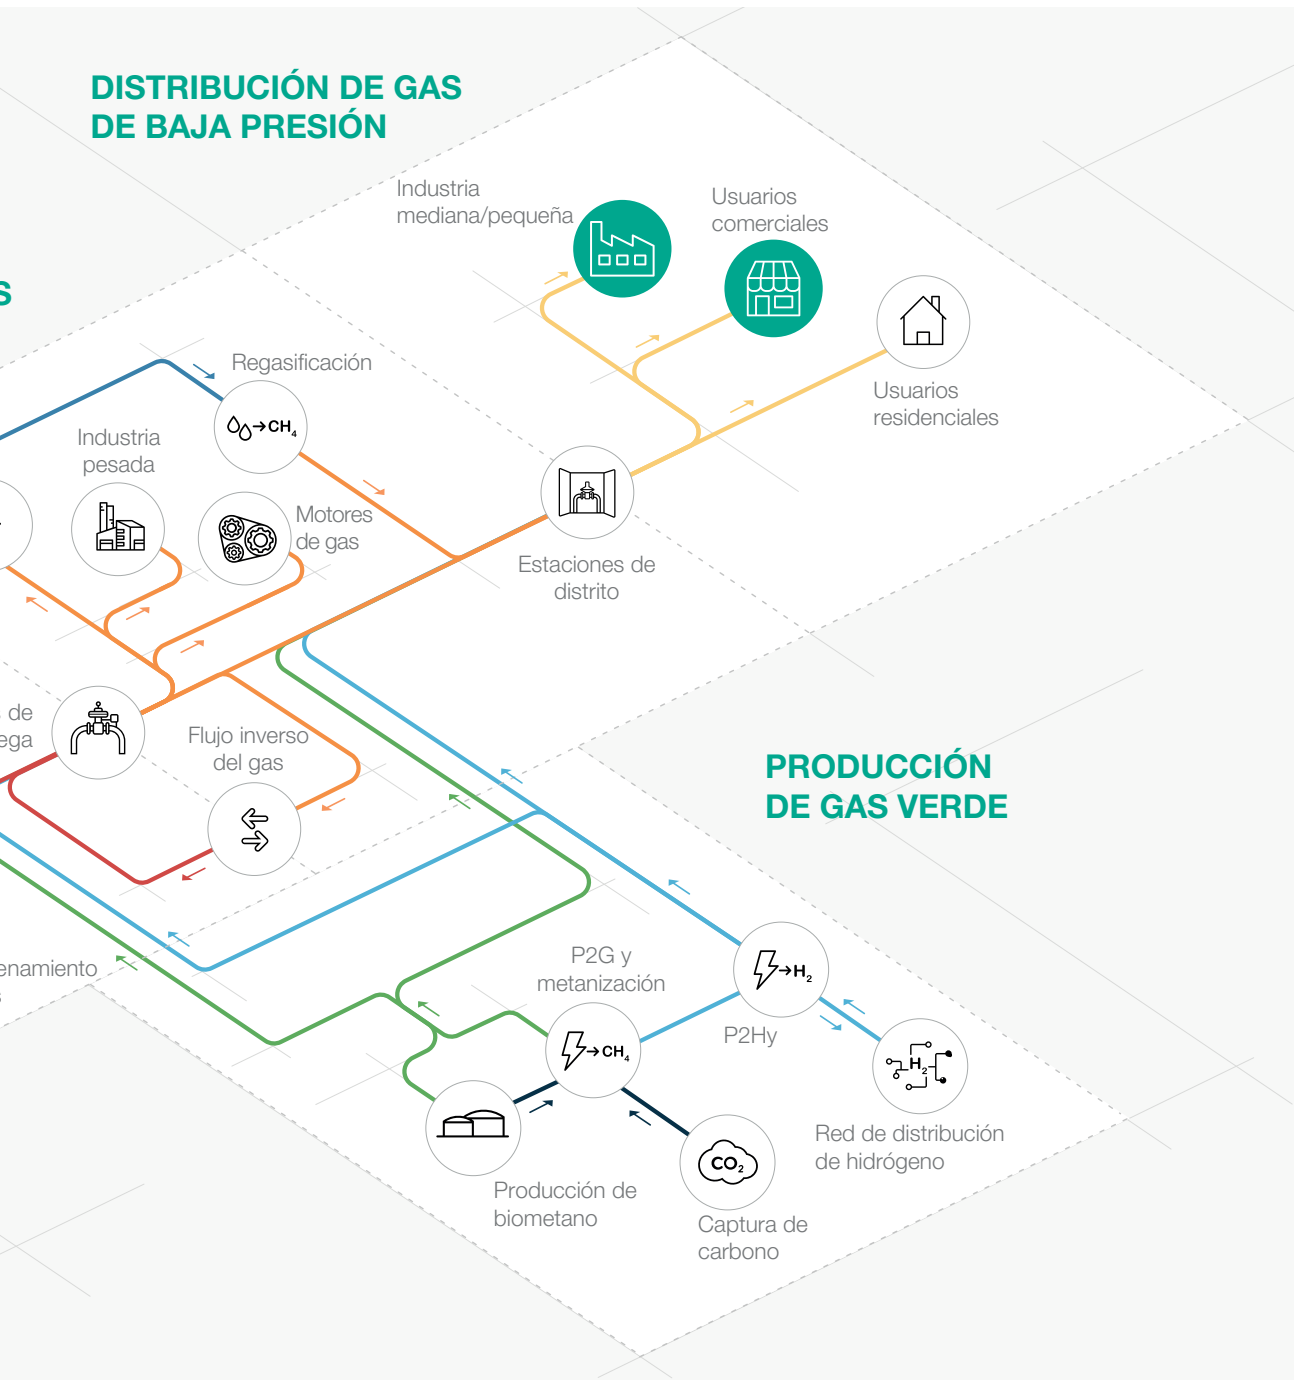 DISTRIBUCIÓN DE GAS
DE BAJA PRESIÓN
Industria
mediana/pequeña
Usuarios
comerciales
S
Regasificación
CH4
Usuarios
residenciales
Industria
pesada
Motores
de gas
Estaciones de
distrito
de
Flujo inverso
del gas
PRODUCCIÓN
DE GAS VERDE
P2G y
metanización
H2
CH4
P2Hy
H2
Red de distribución
de hidrógeno
CO2
Producción de
biometano
Captura de
carbono